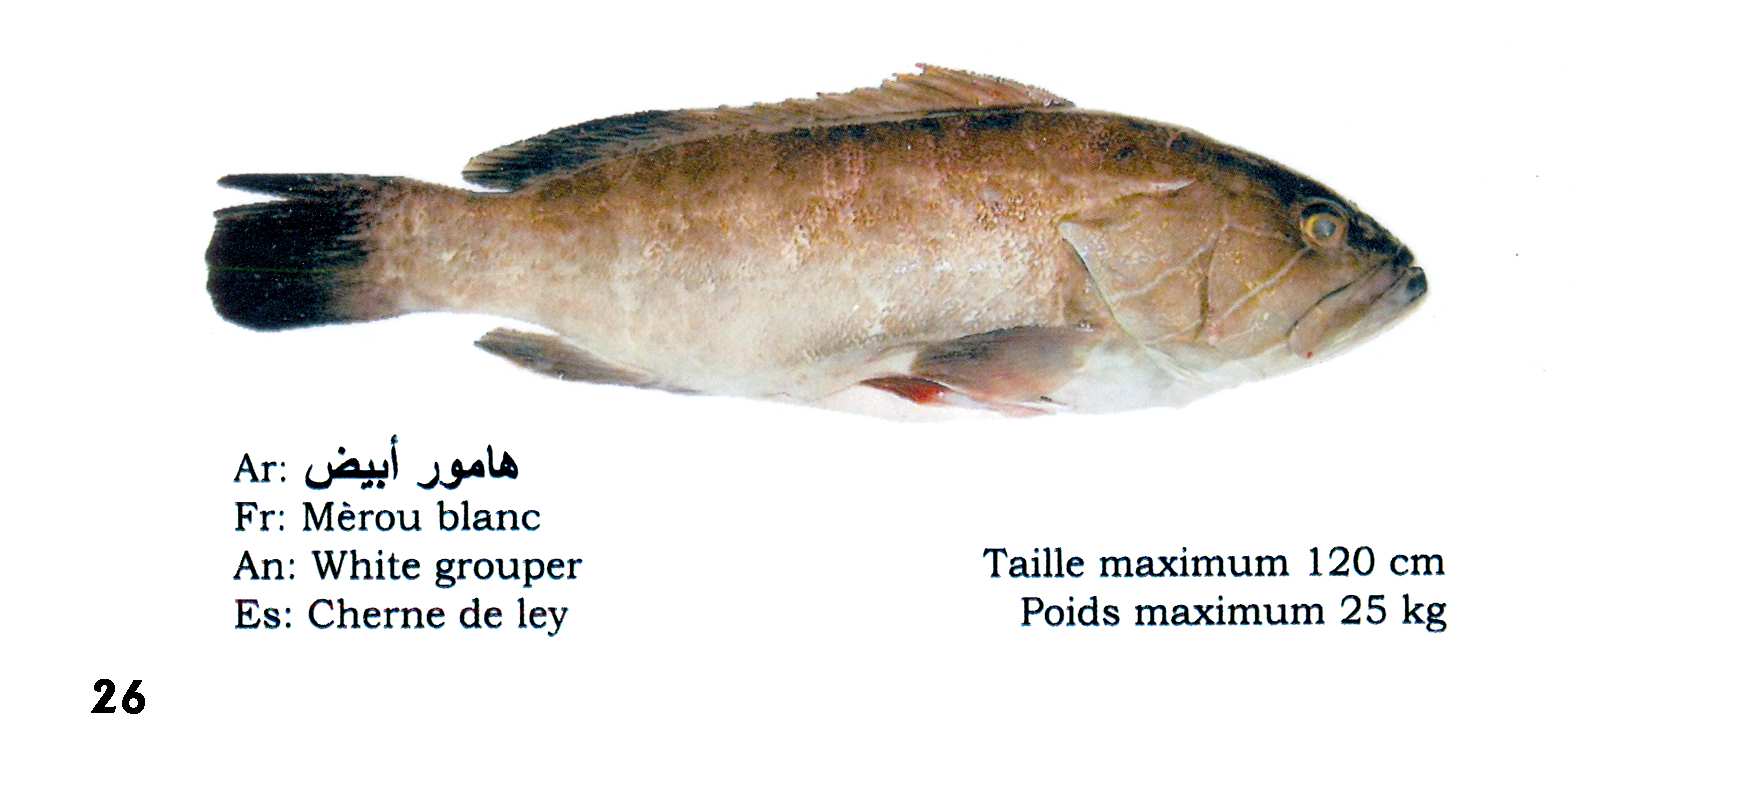 Ar: هامور أبيض
Fr: Mèrou blanc
An: White grouper
Es: Cherne de ley
Taille maximum 120 cm
Poids maximum 25 kg
26